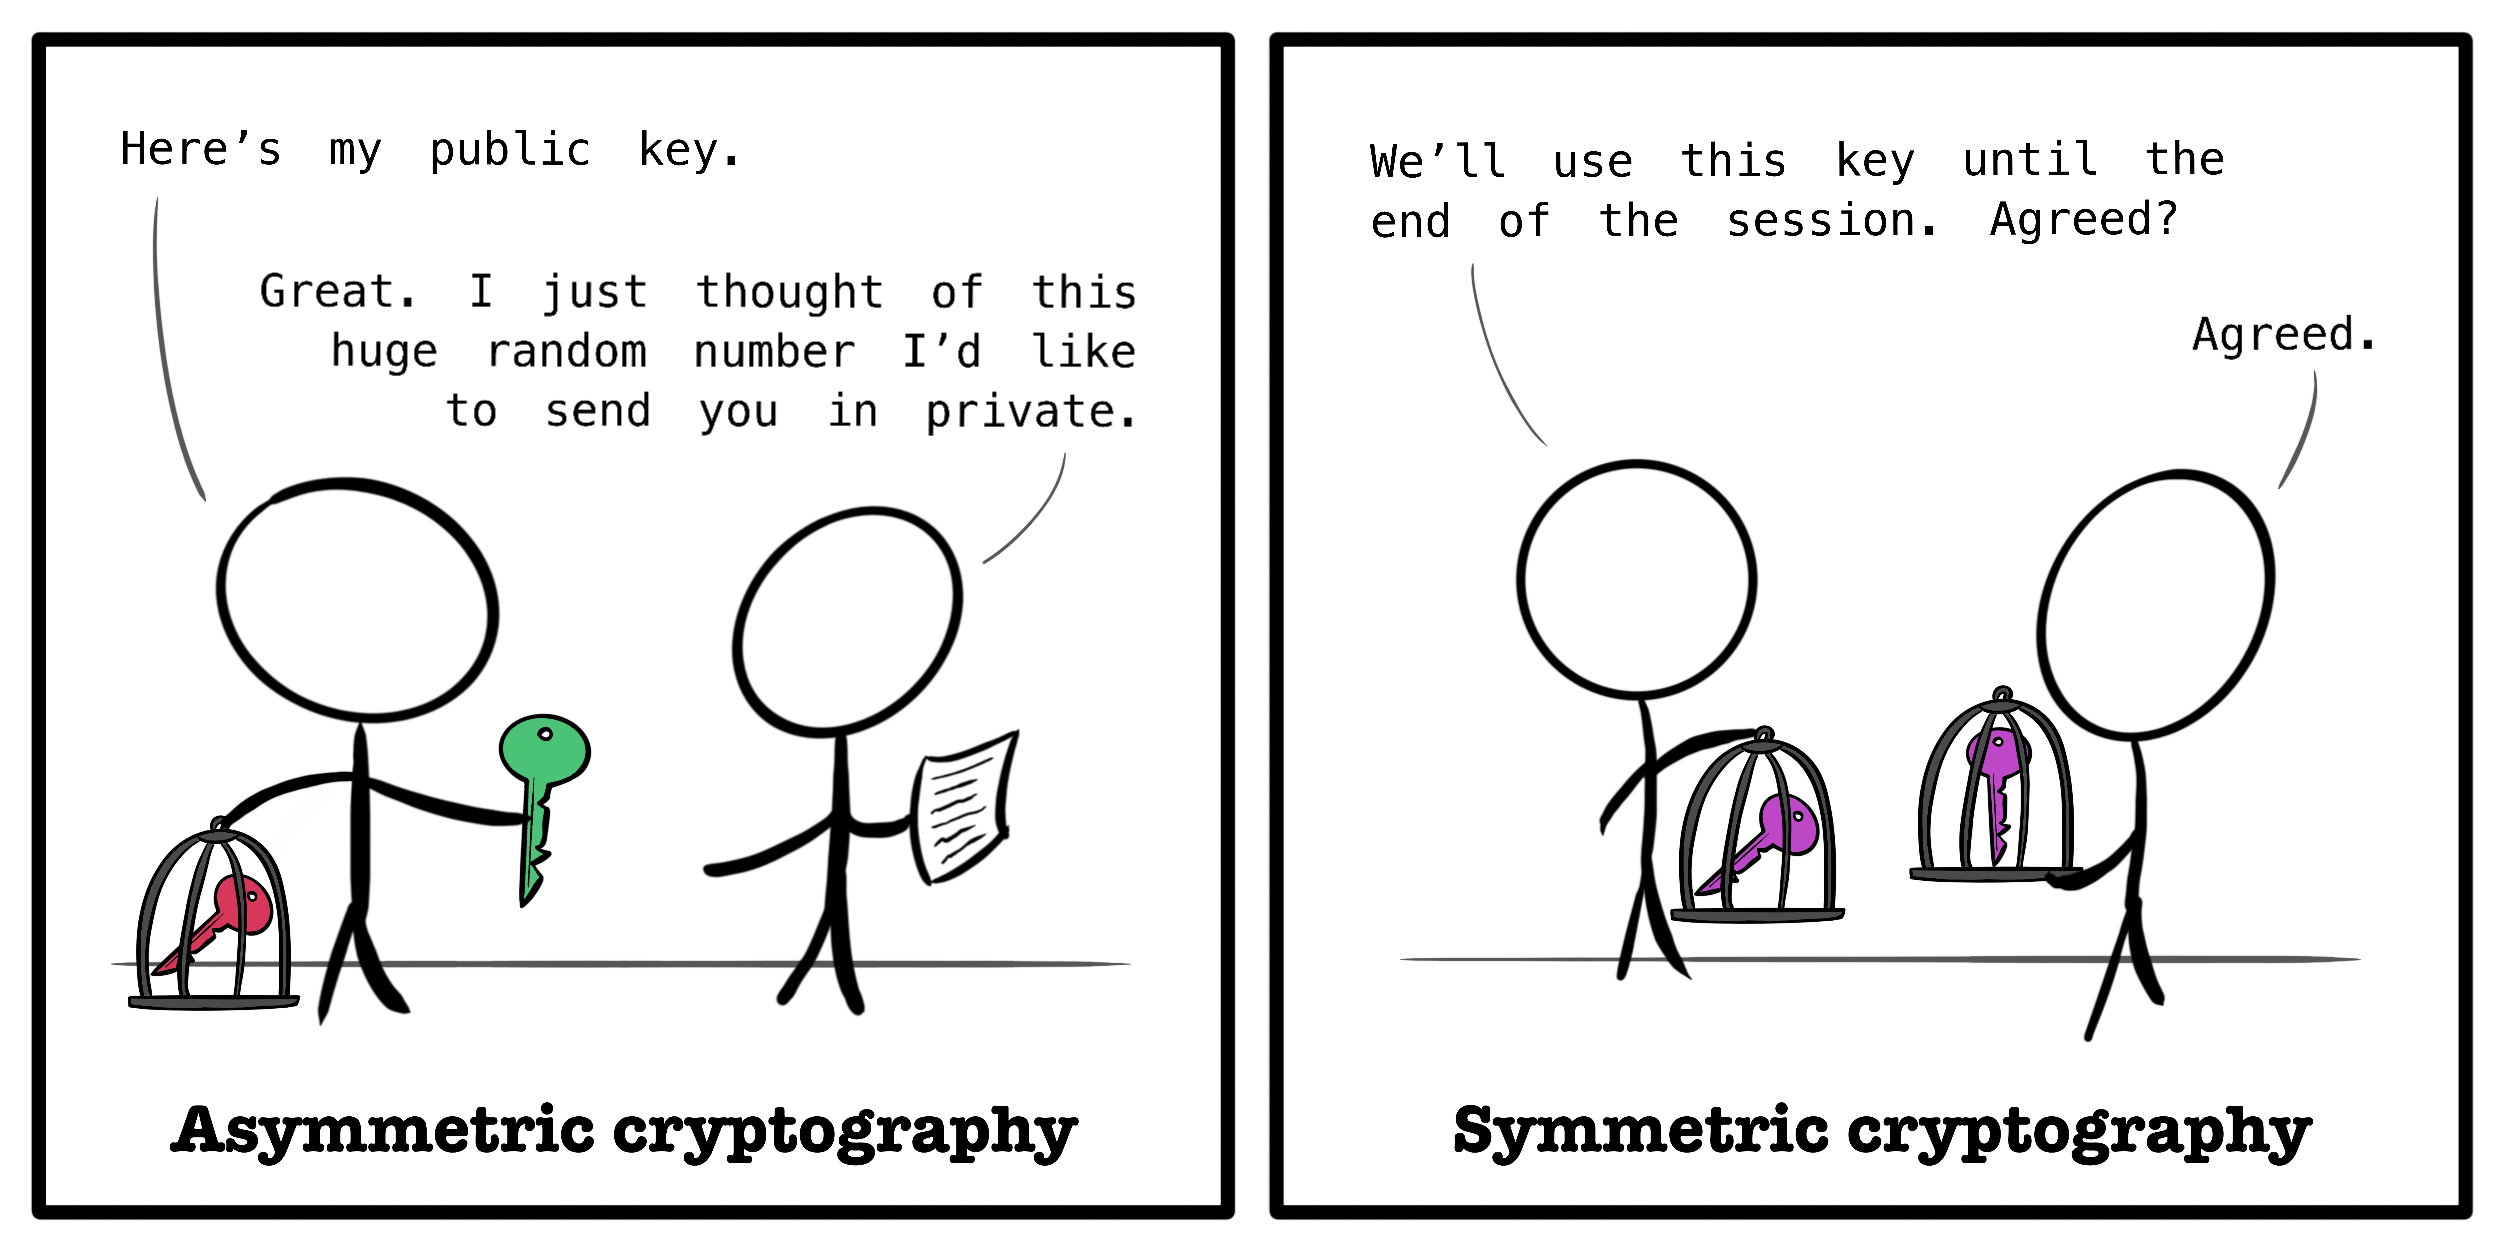 Here’s my public key.
Great. I just thought of this
huge random number I’d like
to send you in private.
Asymmetric cryptography
We’ll use this key until the
end of the session. Agreed?
Agreed.
Symmetric cryptography